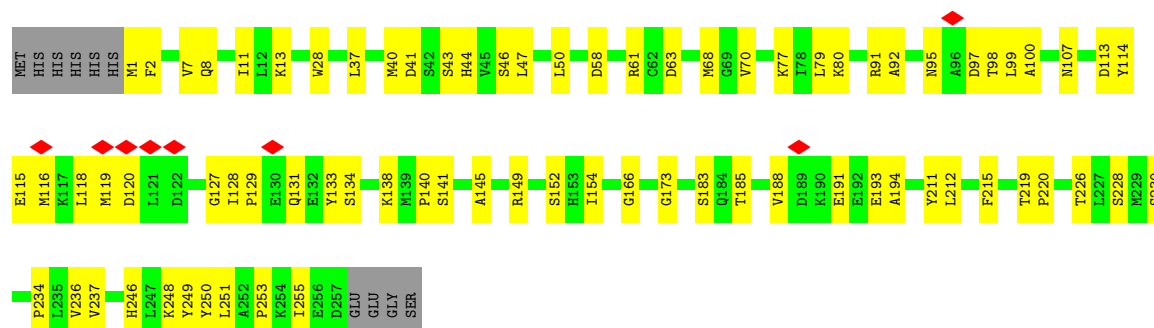 MET HIS HIS HIS HIS HIS M1 F2 V7 Q8 I11 L12 K13 W28 L37 M40 D41 S42 S43 H44 V45 S46 L47 L50 D58 R61 C62 D63 M68 G69 V70 K77 I78 L79 K80 R91 A92 N95 A96 D97 T98 L99 A100 N107 D113 Y114
E115 M116 K117 L118 M119 D120 L121 D122 G127 I128 P129 E130 Q131 E132 Y133 S134 K138 M139 P140 S141 A145 R149 S152 H153 I154 G166 G173 S183 Q184 T185 V188 D189 K190 E191 E192 E193 A194 Y211 L212 F215 T219 P220 T226 L227 S228 M229
P234 L235 V236 V237 H246 L247 K248 Y249 Y250 L251 A252 P253 K254 I255 E256 D257 GLU GLU GLY SER